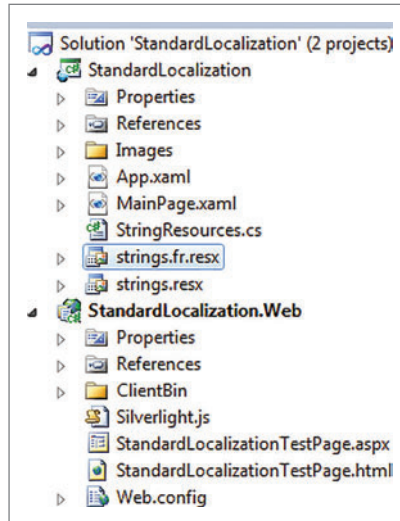 Solution 'StandardLocalization' (2 projects)
StandardLocalization
Properties
References
Images
App.xaml
MainPage.xaml
StringResources.cs
strings.fr.resx
strings.resx
StandardLocalization.Web
Properties
References
ClientBin
Silverlight.js
StandardLocalizationTestPage.aspx
StandardLocalizationTestPage.html
Web.config